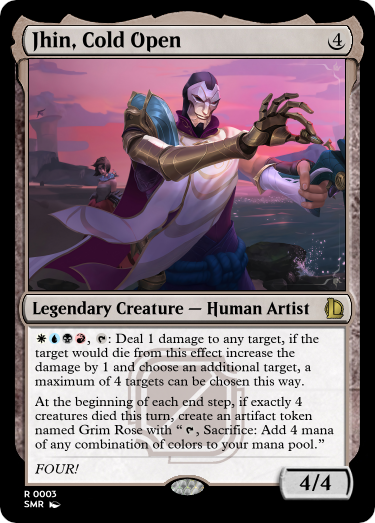 Jhin, Cold Open
4
Legendary Creature — Human Artist
: Deal 1 damage to any target, if the
target would die from this effect increase the
damage by 1 and choose an additional target, a
maximum of 4 targets can be chosen this way.
At the beginning of each end step, if exactly 4
creatures died this turn, create an artifact token
named Grim Rose with “ , Sacrifice: Add 4 mana
of any combination of colors to your mana pool.”
FOUR!
4/4
R 0003
SMR